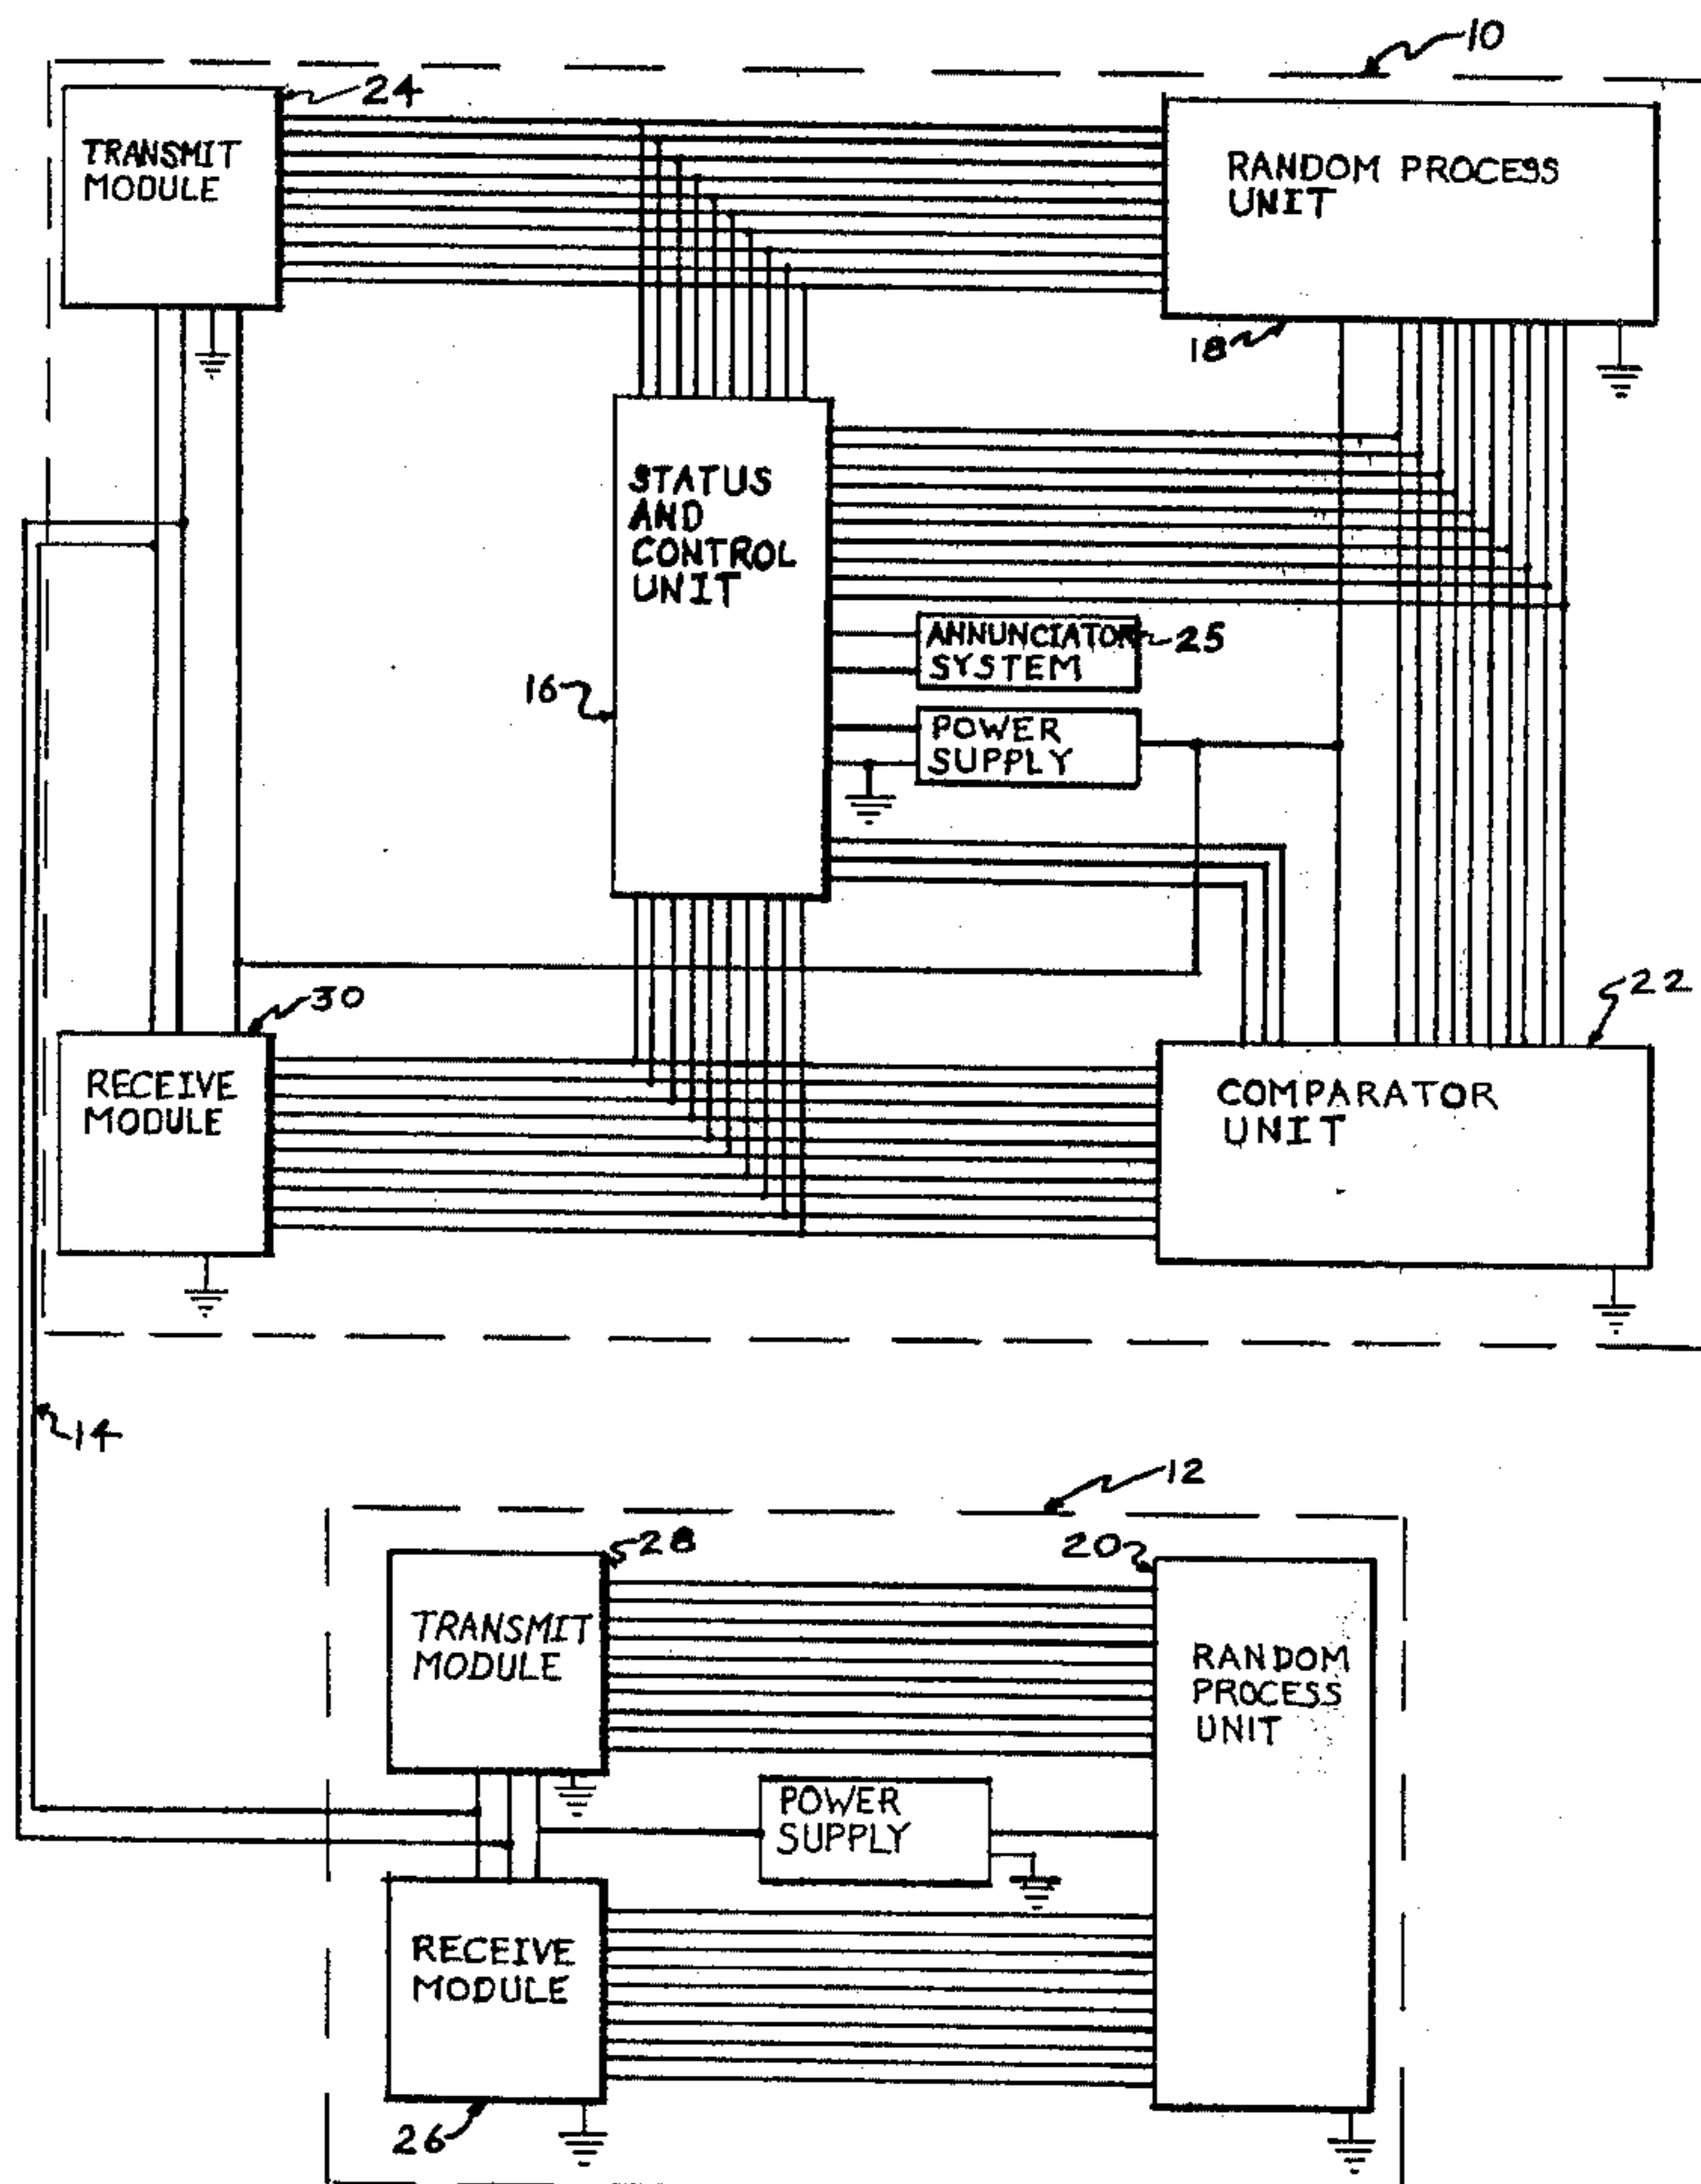 10
24
TRANSMIT
MODULE
RANDOM PROCESS
UNIT
18
STATUS
AND
CONTROL
UNIT
ANNUNCIATOR
SYSTEM
25
16
POWER
SUPPLY
30
22
RECEIVE
MODULE
COMPARATOR
UNIT
14
12
28
20
TRANSMIT
MODULE
RANDOM
PROCESS
UNIT
POWER
SUPPLY
RECEIVE
MODULE
26